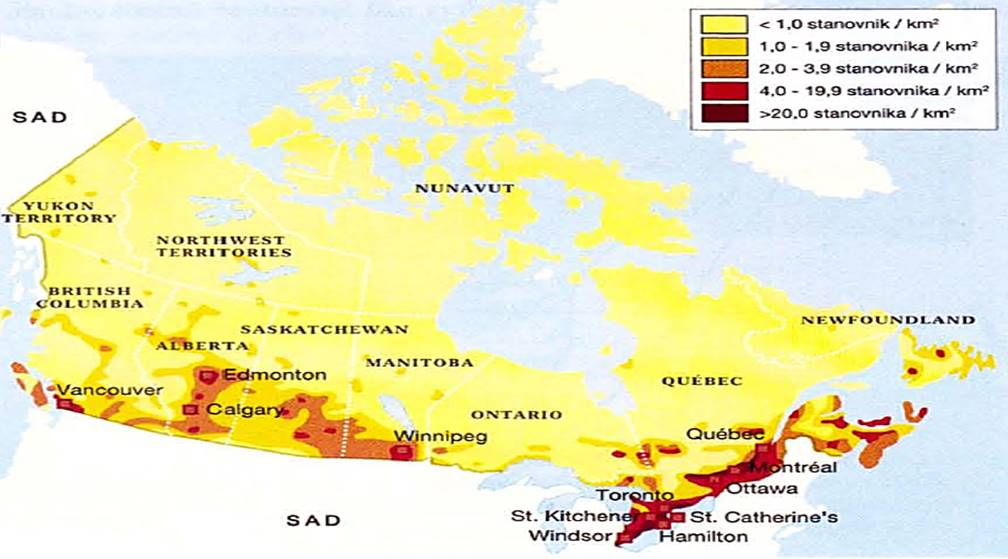 < 1,0 stanovnik / km²
1,0 - 1,9 stanovnika / km²
2,0 - 3,9 stanovnika / km²
4,0 - 19,9 stanovnika / km²
>20,0 stanovnika / km²
SAD
NUNAVUT
YUKON
TERRITORY
NORTHWEST
TERRITORIES
BRITISH
COLUMBIA
NEWFOUNDLAND
SASKATCHEWAN
ALBERTA
MANITOBA
Edmonton
QUÉBEC
Vancouver
Calgary
ONTARIO
Winnipeg
Québec
Montréal
Ottawa
Toronto
St. Kitchener
St. Catherine's
SAD
Windsor
Hamilton